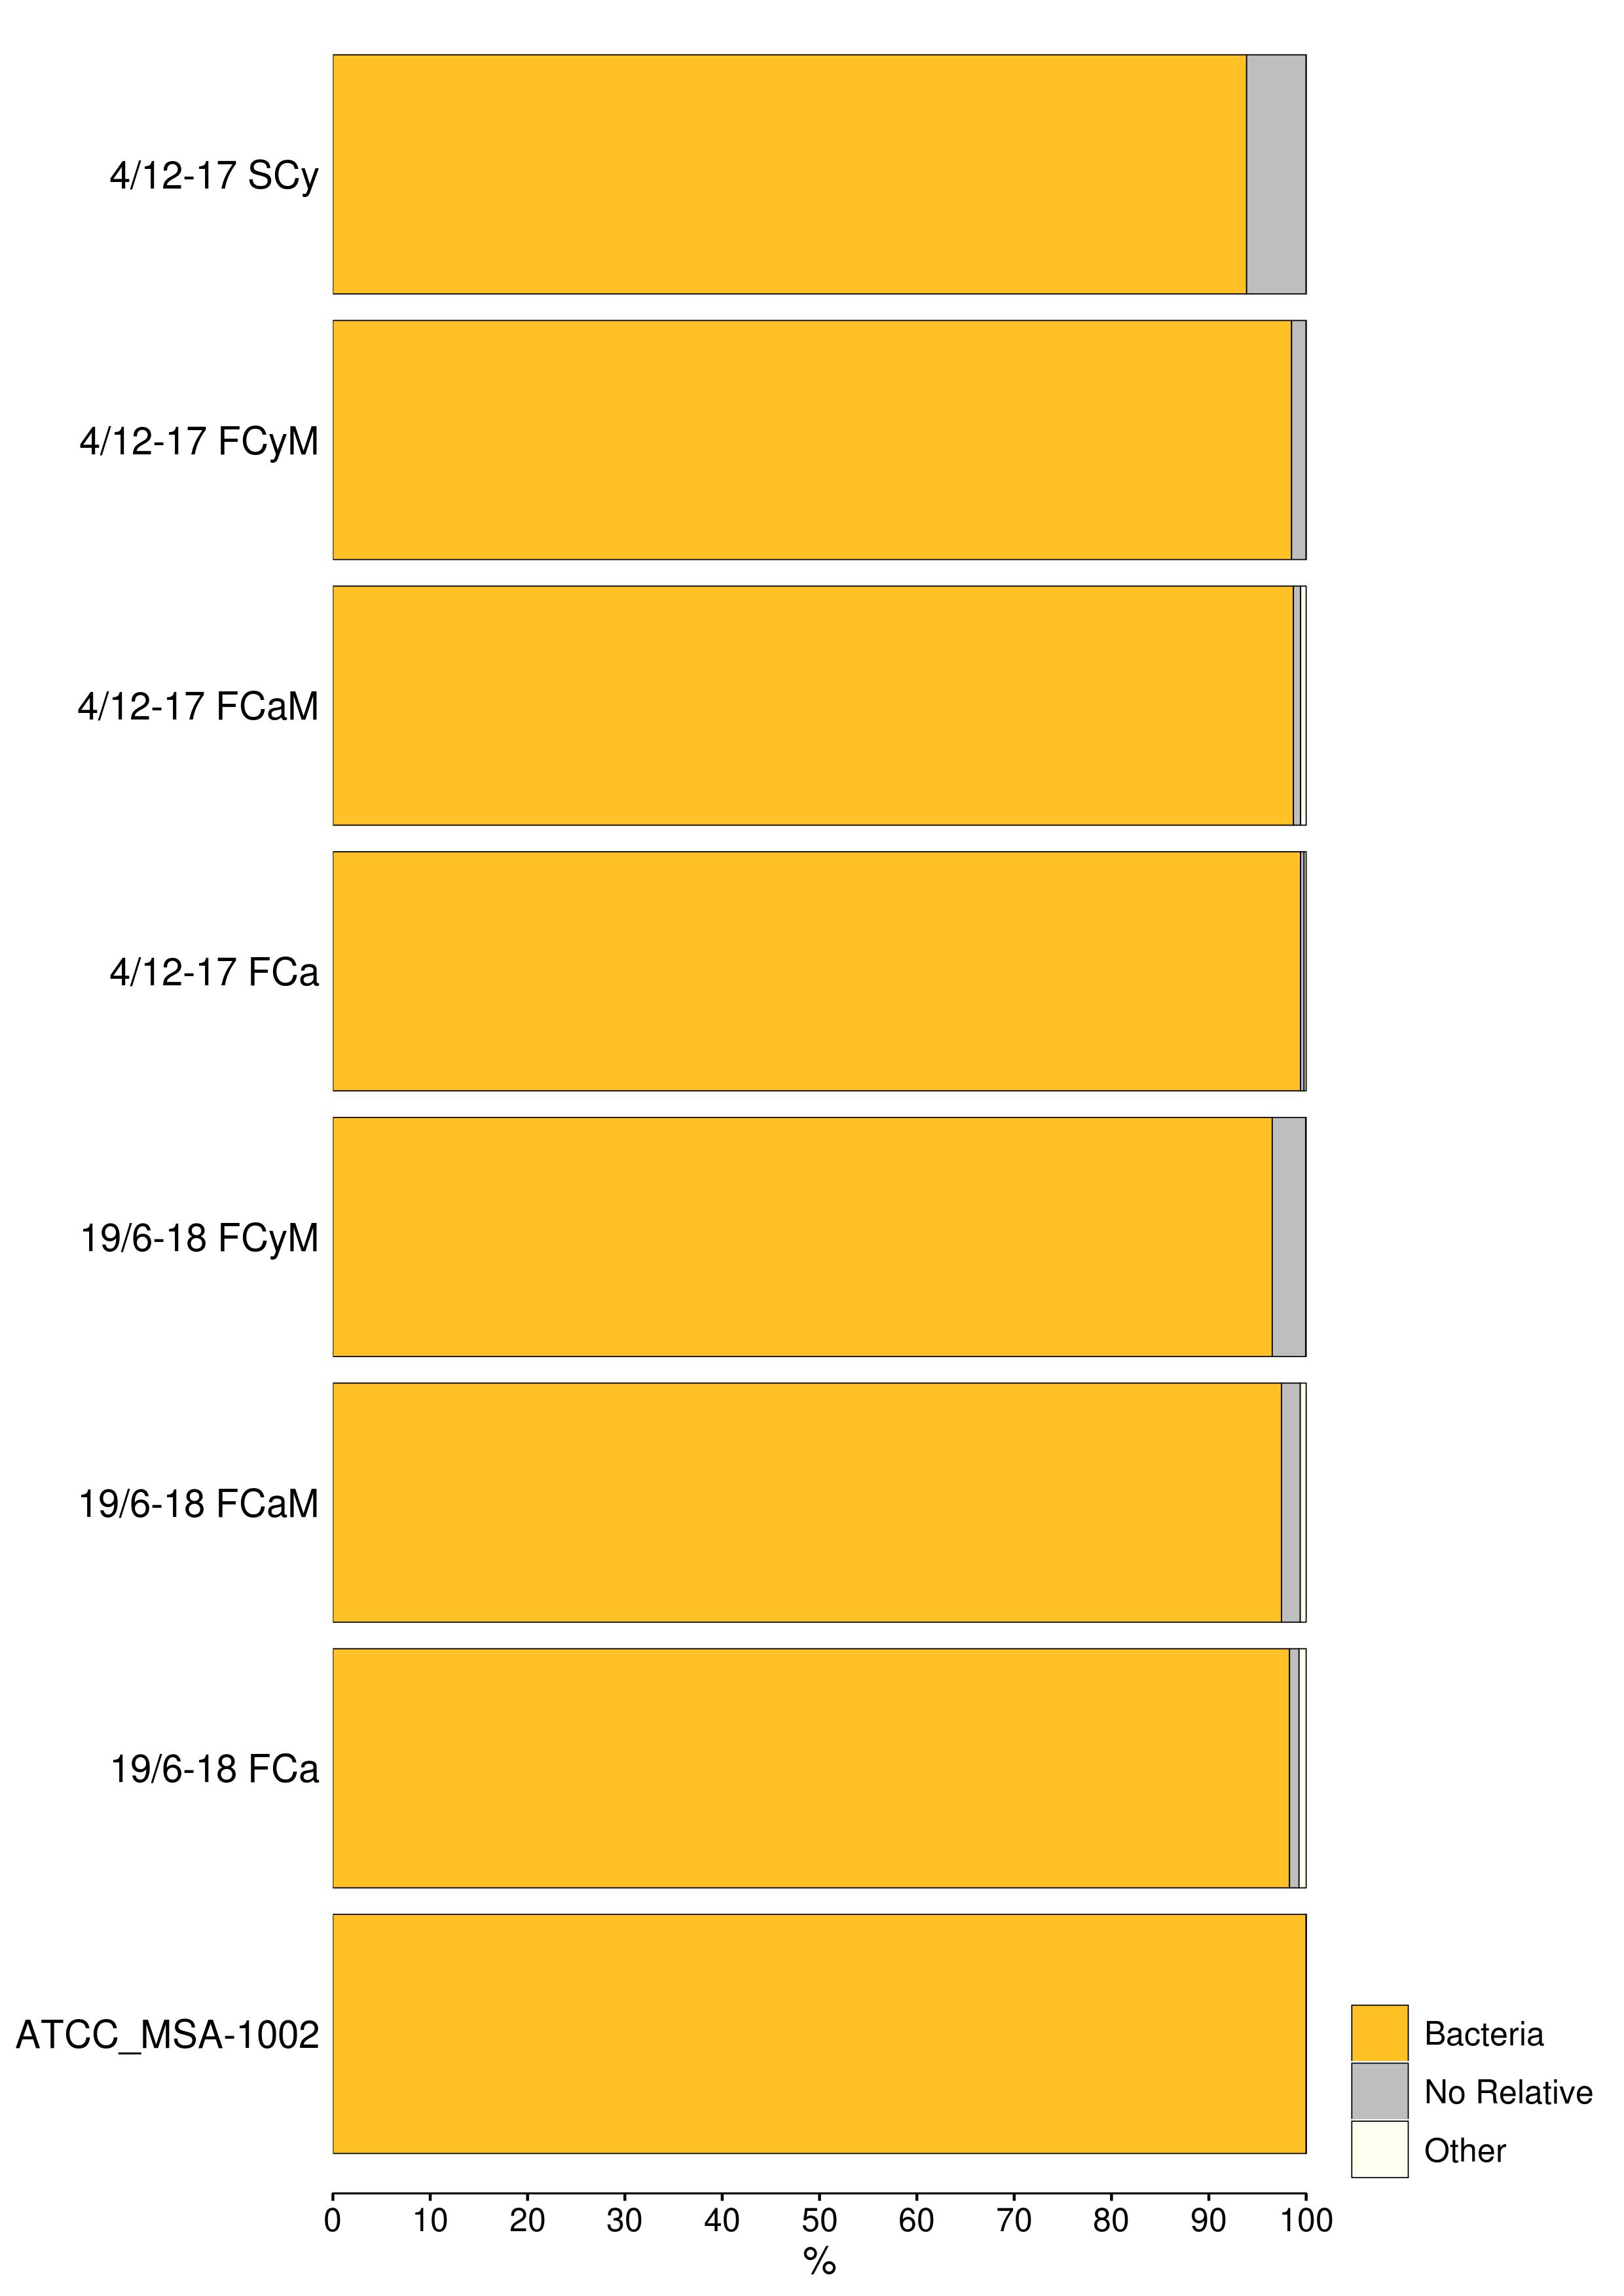 4/12-17 SCy
4/12-17 FCyM
4/12-17 FCaM
4/12-17 FCa
19/6-18 FCyM
19/6-18 FCaM
19/6-18 FCa
ATCC_MSA-1002
Bacteria
No Relative
Other
0 10 20 30 40 50 60 70 80 90 100
%